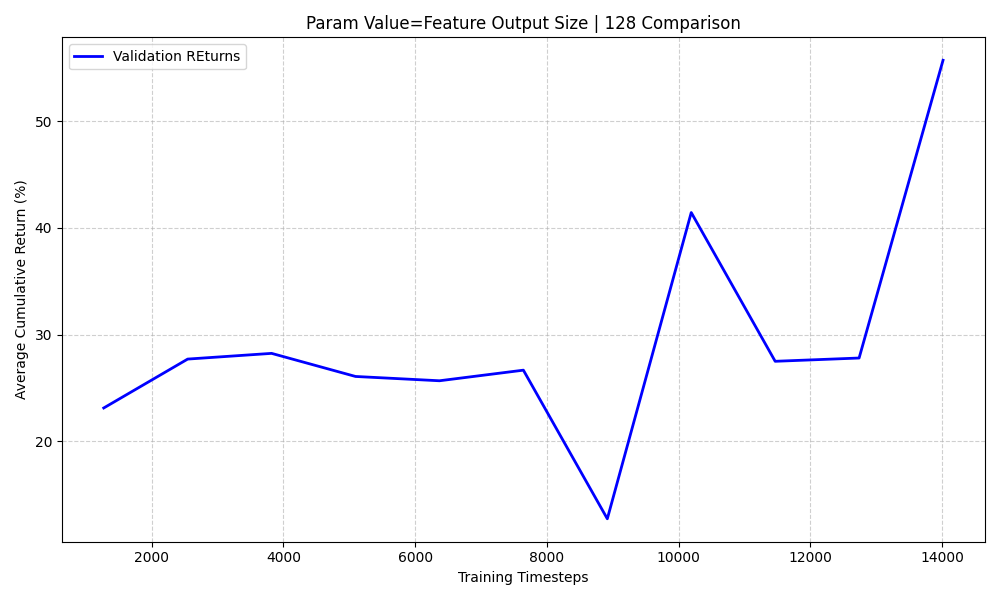 Param Value=Feature Output Size | 128 Comparison
Validation REturns
Average Cumulative Return (%)
50
40
30
20
2000 4000 6000 8000 10000 12000 14000
Training Timesteps